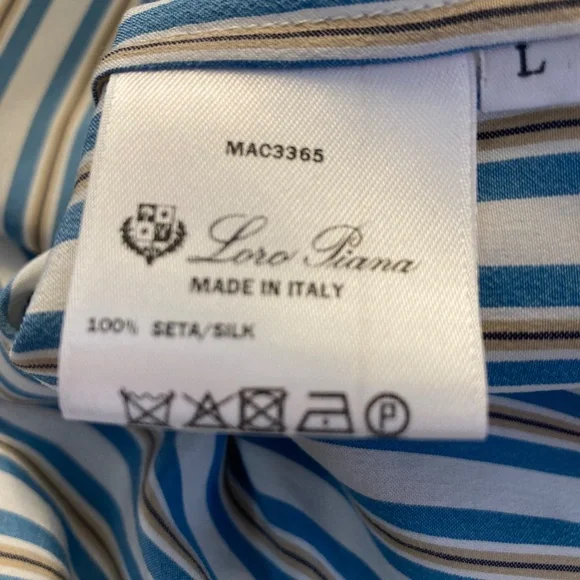 L
MAC3365
Loro Piana
MADE IN ITALY
100% SETA/SILK
P